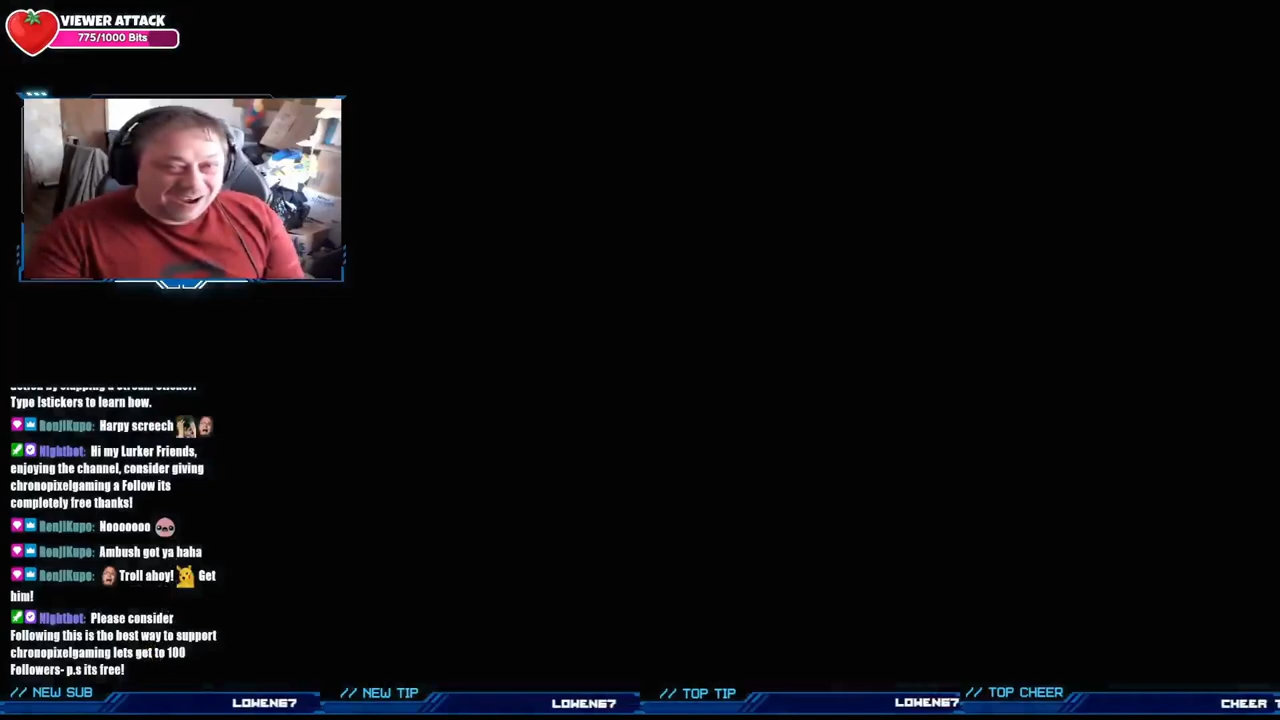 VIEWER ATTACK
775/1000 Bits
Type !stickers to learn how.
RonjiKupo: Harpy screech
Nightbot: Hi my Lurker Friends,
enjoying the channel, consider giving
chronopixelgaming a Follow its
completely free thanks!
RonjiKupo: Nooooooo
RonjiKupo: Ambush got ya haha
RonjiKupo: Troll ahoy! Get
him!
Nightbot: Please consider
Following this is the best way to support
chronopixelgaming lets get to 100
Followers- p.s its free!
// NEW SUB
LOWEN67
// NEW TIP
LOWEN67
// TOP TIP
LOWEN67
// TOP CHEER
CHEER